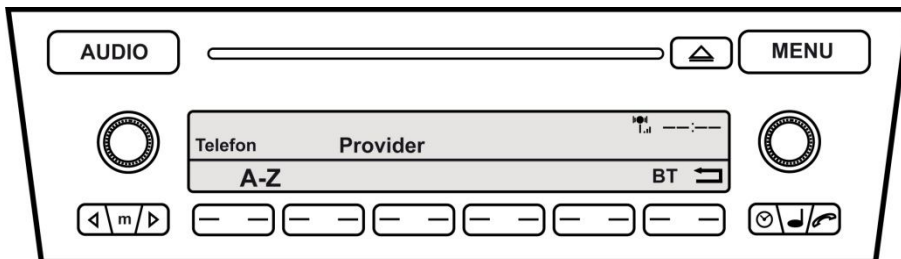 AUDIO
MENU
--:--
Telefon Provider
A-Z BT
m